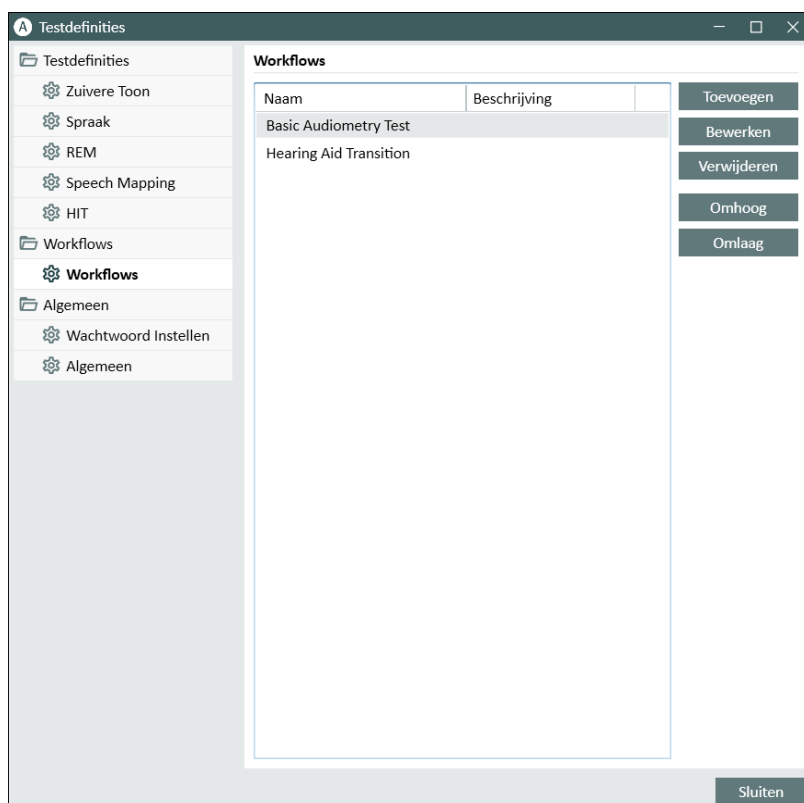 A Testdefinities
Testdefinities
Zuivere Toon
Spraak
REM
Speech Mapping
HIT
Workflows
Workflows
Algemeen
Wachtwoord Instellen
Algemeen
Workflows
Naam Beschrijving
Basic Audiometry Test
Hearing Aid Transition
Toevoegen
Bewerken
Verwijderen
Omhoog
Omlaag
Sluiten